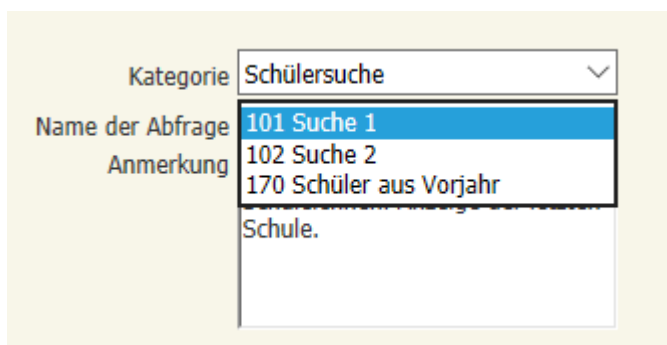 Kategorie Schülersuche
Name der Abfrage 101 Suche 1
Anmerkung 102 Suche 2
170 Schüler aus Vorjahr
Schule.